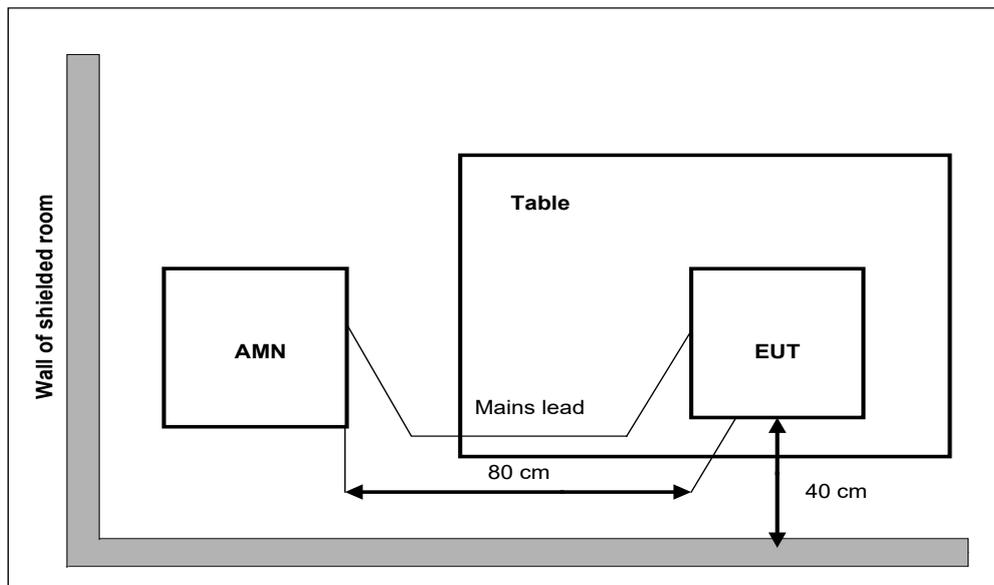 Wall of shielded room
Table
AMN
EUT
Mains lead
80 cm
40 cm